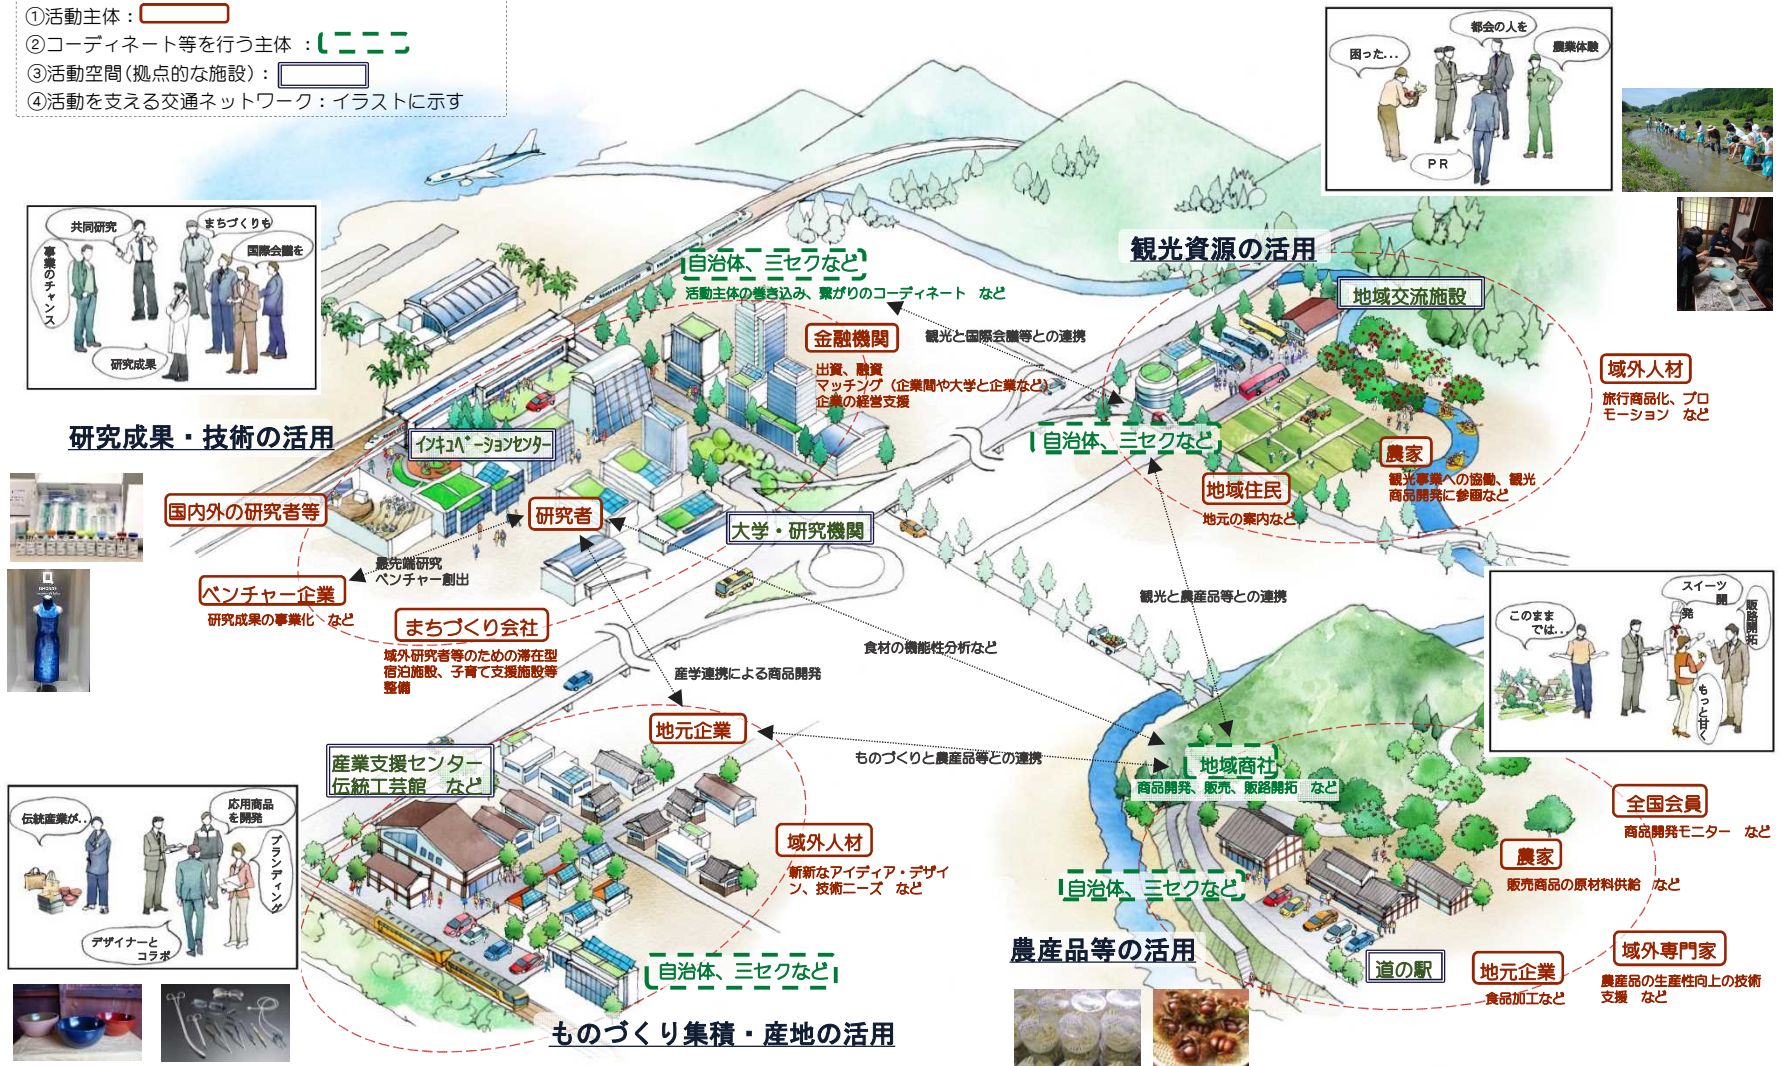 ①活動主体：
②コーディネート等を行う主体 ：
③活動空間(拠点的な施設)：
④活動を支える交通ネットワーク：イラストに示す
困った...
都会の人を
農業体験
PR
共同研究
まちづくりも
国際会議を
事業のチャンス
研究成果
自治体、三セクなど
活動主体の巻き込み、繋がりのコーディネート　など
観光資源の活用
地域交流施設
金融機関
出資、融資
マッチング（企業間や大学と企業など）
企業の経営支援
観光と国際会議等との連携
域外人材
旅行商品化、プロ
モーション　など
研究成果・技術の活用
インキュベーションセンター
自治体、三セクなど
農家
観光事業への協働、観光
商品開発に参画など
地域住民
地元の案内など
国内外の研究者等
研究者
大学・研究機関
最先端研究
ベンチャー創出
ベンチャー企業
研究成果の事業化　など
まちづくり会社
域外研究者等のための滞在型
宿泊施設、子育て支援施設等
整備
観光と農産品等との連携
食材の機能性分析など
産学連携による商品開発
このまま
では...
スイーツ
開
発
販路開拓
もっと甘く
地元企業
ものづくりと農産品等との連携
産業支援センター
伝統工芸館　など
地域商社
商品開発、販売、販路開拓　など
伝統産業が..
応用商品
を開発
ブランディング
デザイナーと
コラボ
域外人材
斬新なアイディア・デザイ
ン、技術ニーズ　など
全国会員
商品開発モニター　など
農家
販売商品の原材料供給　など
自治体、三セクなど
農産品等の活用
道の駅
地元企業
食品加工など
域外専門家
農産品の生産性向上の技術
支援　など
自治体、三セクなど
ものづくり集積・産地の活用